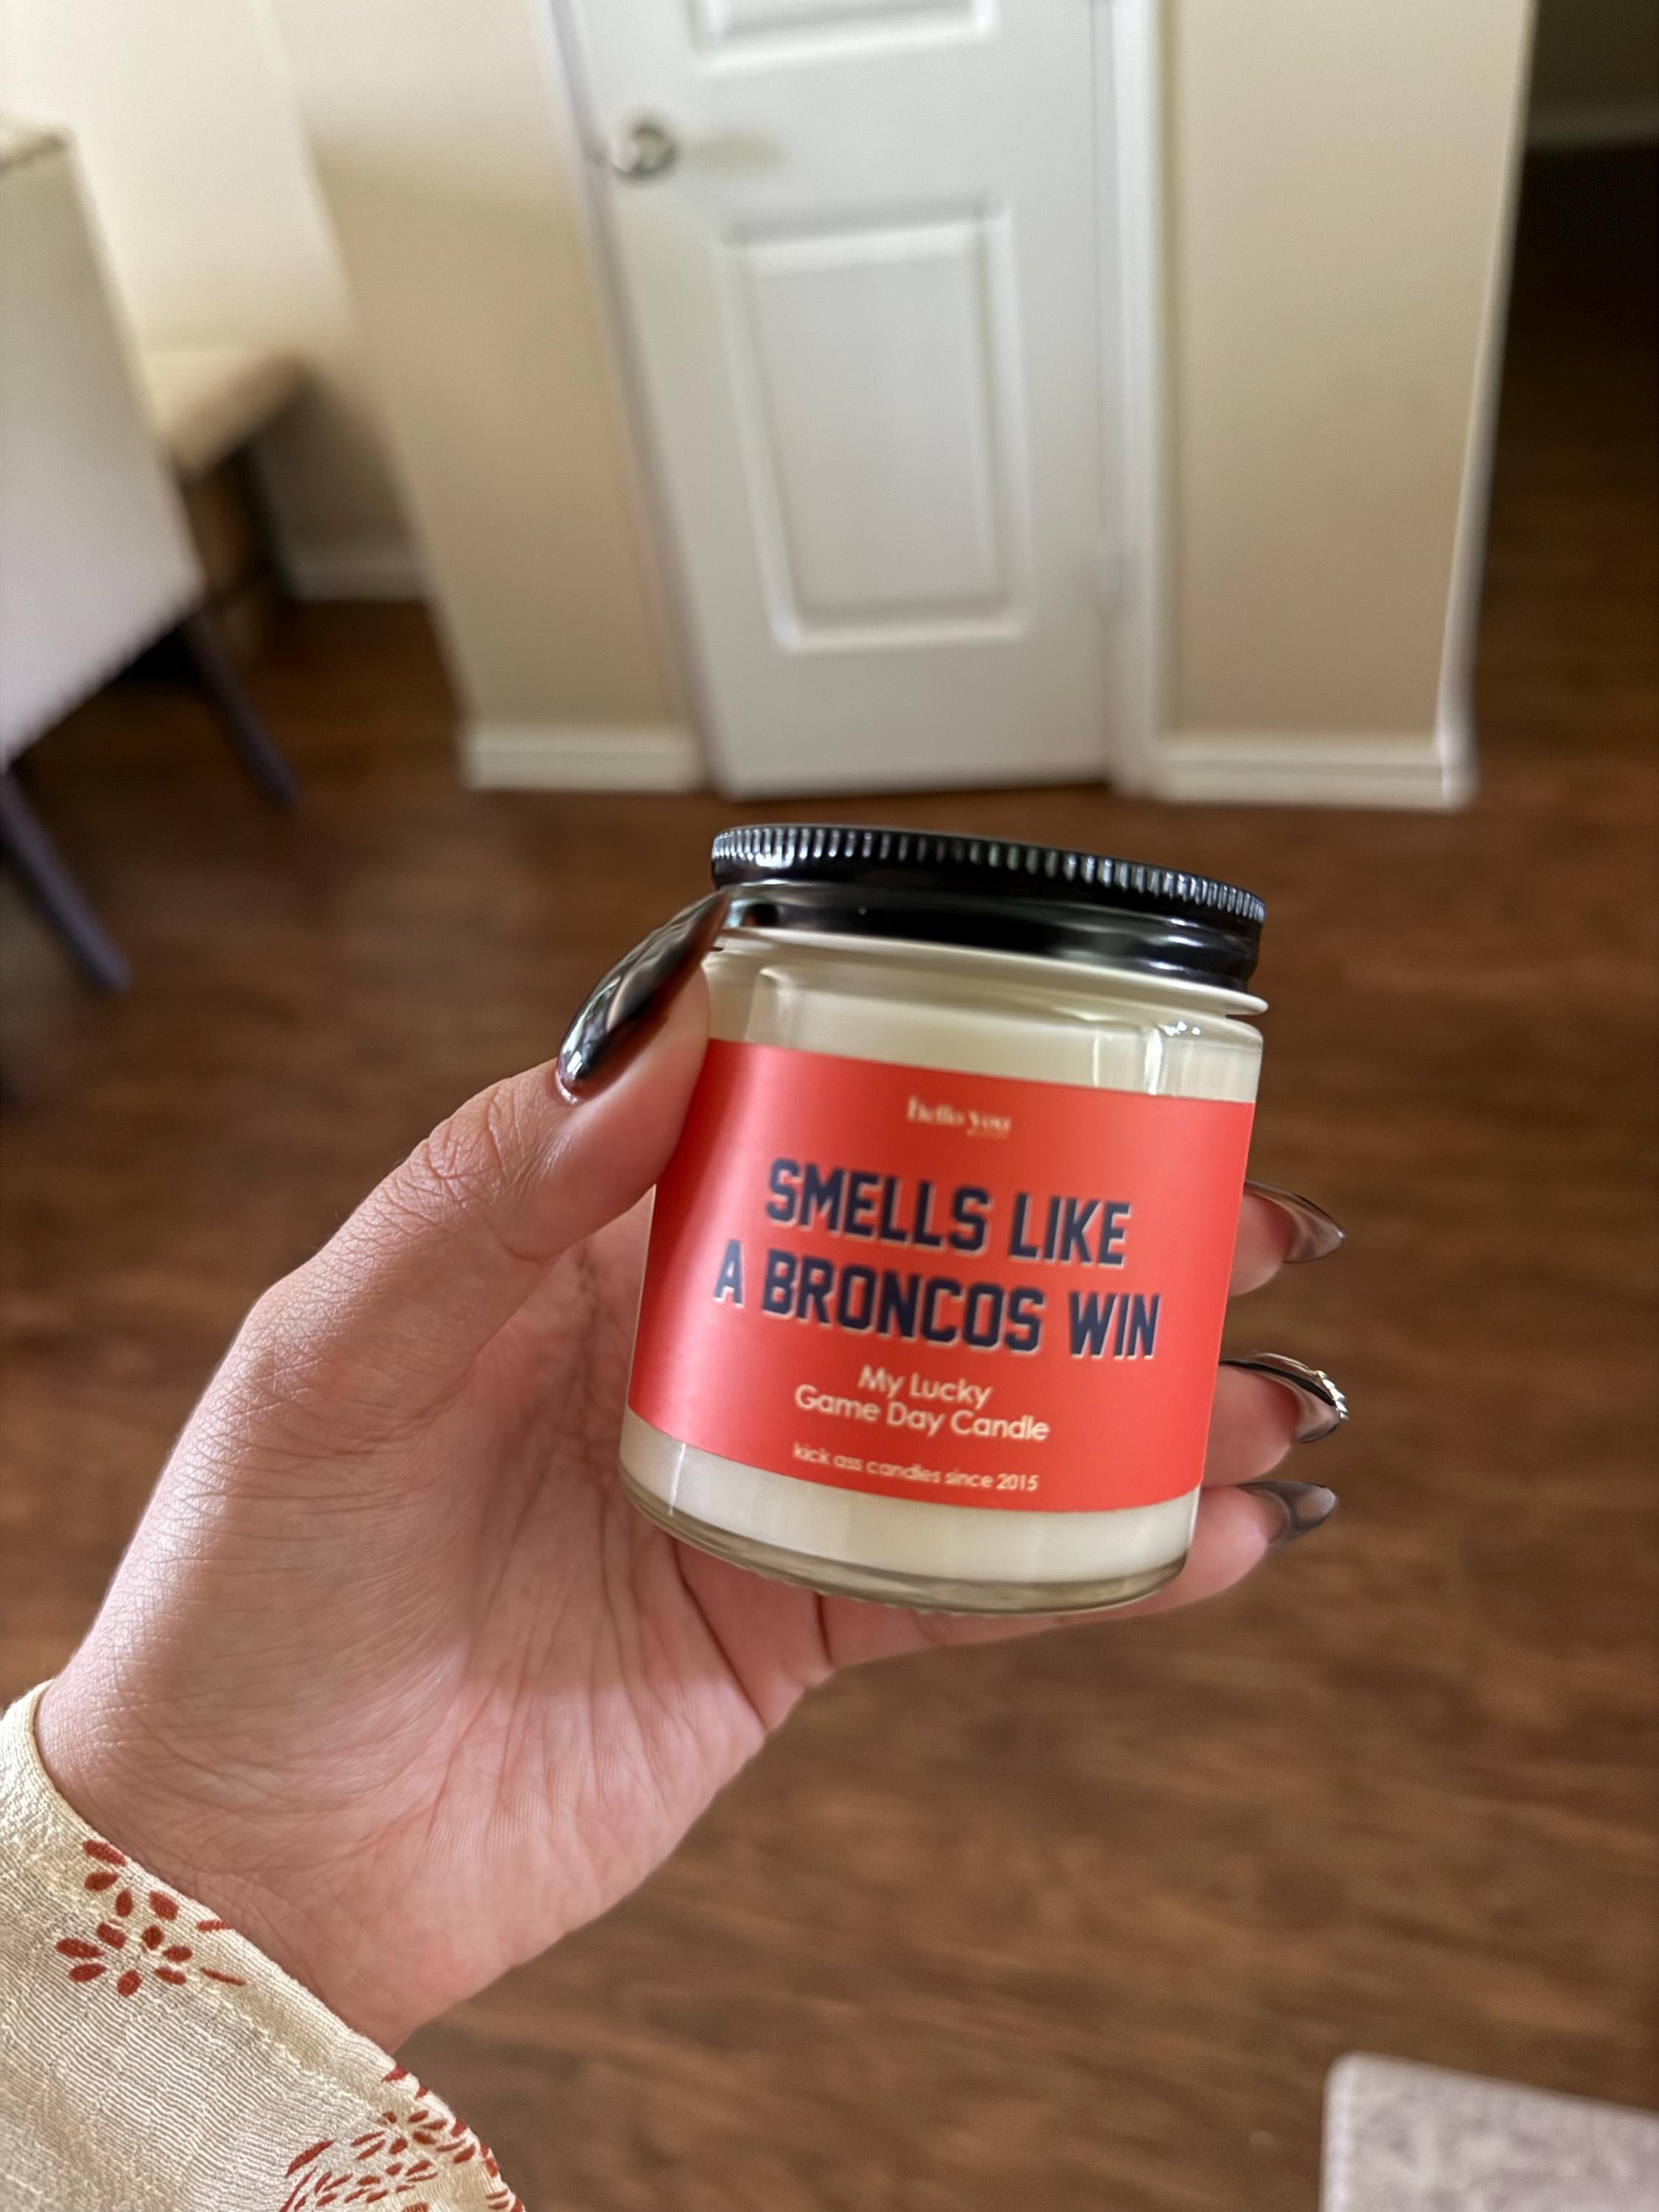 hello you
SMELLS LIKE
A BRONCOS WIN
My Lucky
Game Day Candle
kick ass candles since 2015